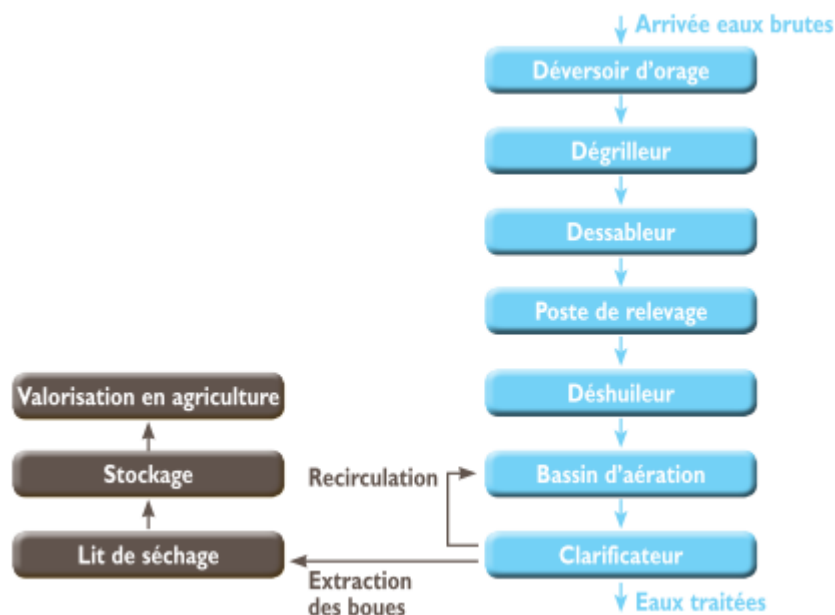 Arrivée eaux brutes
Déversoir d'orage
Dégrilleur
Dessableur
Poste de relevage
Déshuileur
Valorisation en agriculture
Stockage
Recirculation
Bassin d'aération
Lit de séchage
Extraction
des boues
Clarificateur
Eaux traitées